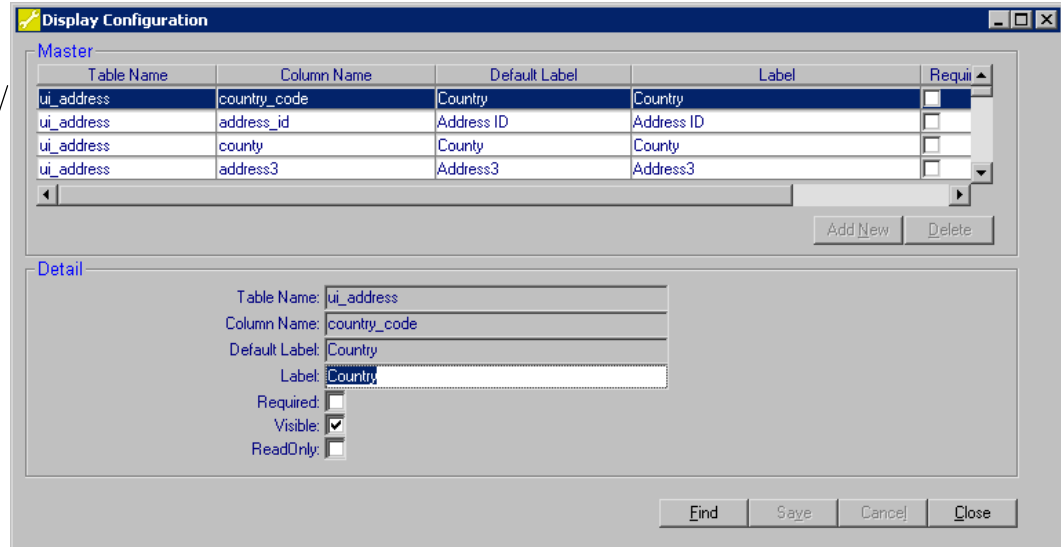 Display Configuration
Master
Table Name Column Name Default Label Label Requi
ui_address country_code Country Country
ui_address address_id Address ID Address ID
ui_address county County County
ui_address address3 Address3 Address3
Add New Delete
Detail
Table Name: ui_address
Column Name: country_code
Default Label: Country
Label: Country
Required:
Visible:
ReadOnly:
Find Save Cancel Close